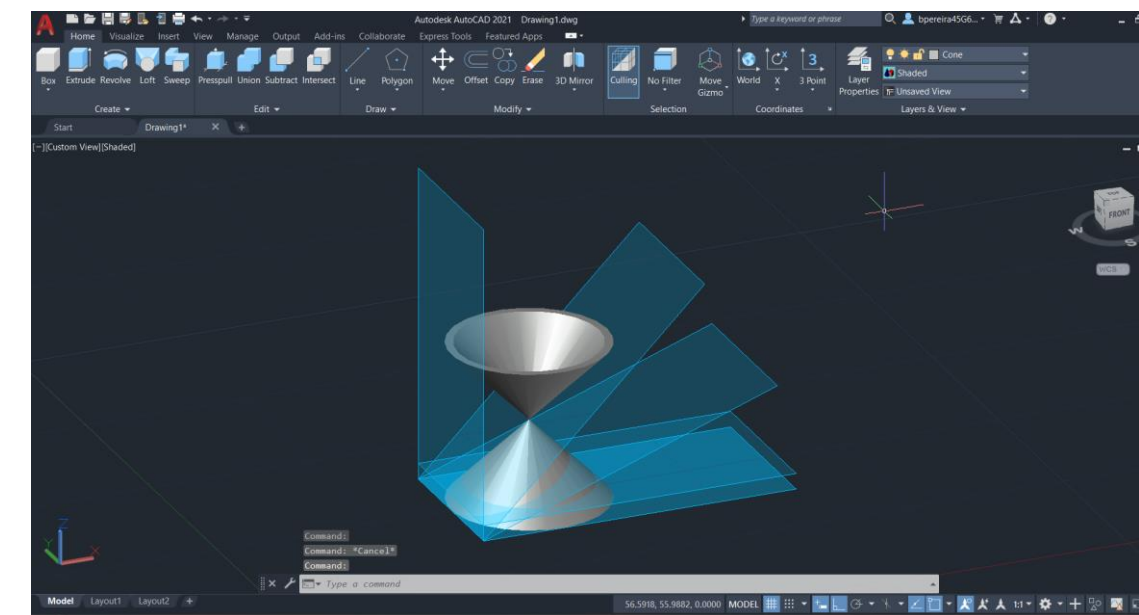 Autodesk AutoCAD 2021 Drawing1.dwg
Type a keyword or phrase
bpereira45G6...
Home Visualize Insert View Manage Output Add-ins Collaborate Express Tools Featured Apps
Box Extrude Revolve Loft Sweep Presspull Union Subtract Intersect Line Polygon Move Offset Copy Erase 3D Mirror Culling No Filter Move Gizmo World X 3 Point Layer Properties
Cone
Shaded
Unsaved View
Create Edit Draw Modify Selection Coordinates Layers & View
Start Drawing1*
[−][Custom View][Shaded]
TOP
FRONT
W S
WCS
Z
Y X
Command:
Command: *Cancel*
Command:
Type a command
Model Layout1 Layout2 +
56.5918, 55.9882, 0.0000 MODEL 1:1